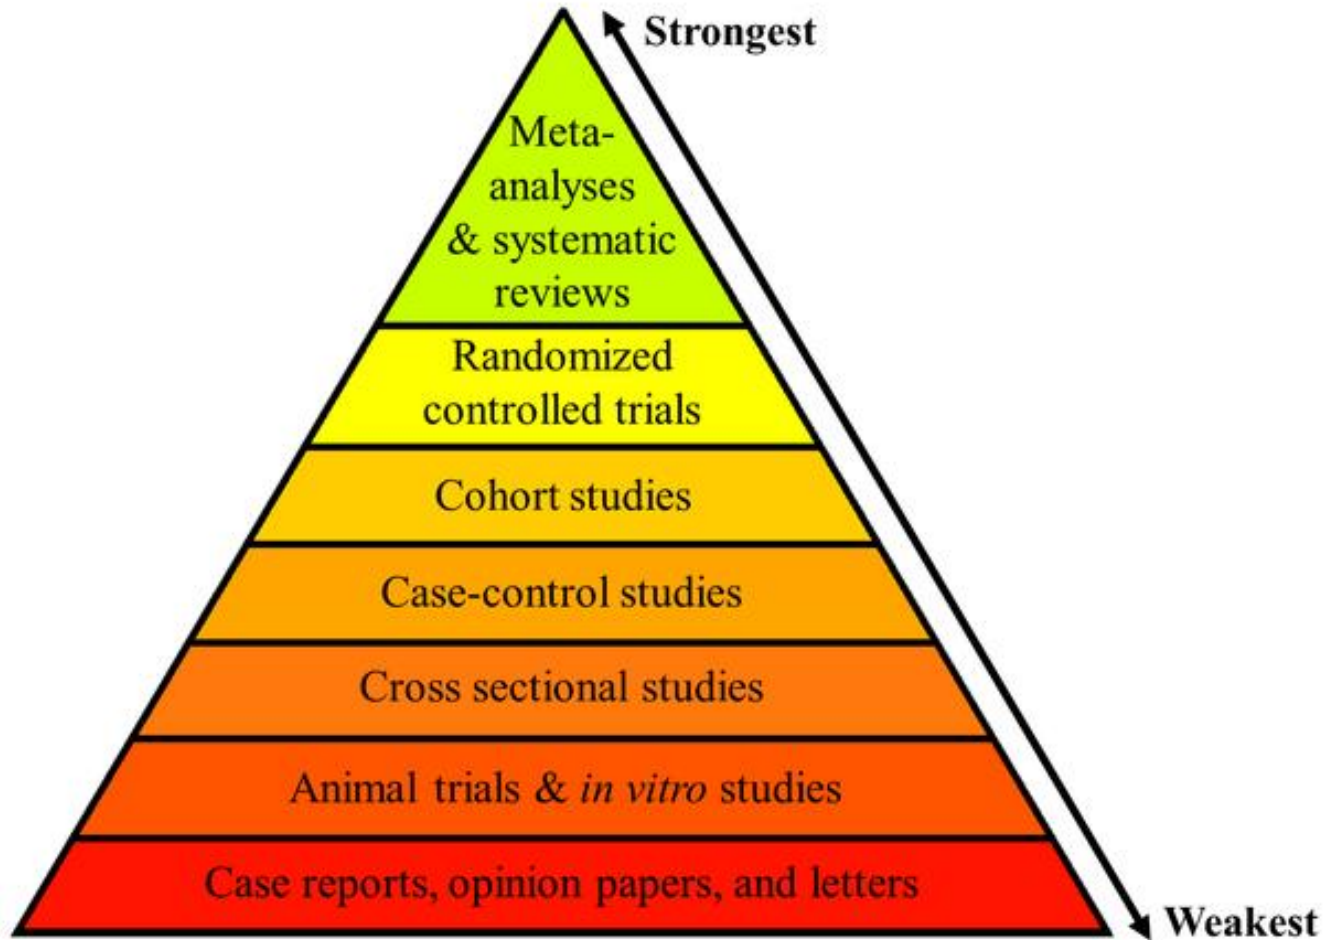 Strongest
Meta-
analyses
& systematic
reviews
Randomized
controlled trials
Cohort studies
Case-control studies
Cross sectional studies
Animal trials & in vitro studies
Case reports, opinion papers, and letters
Weakest